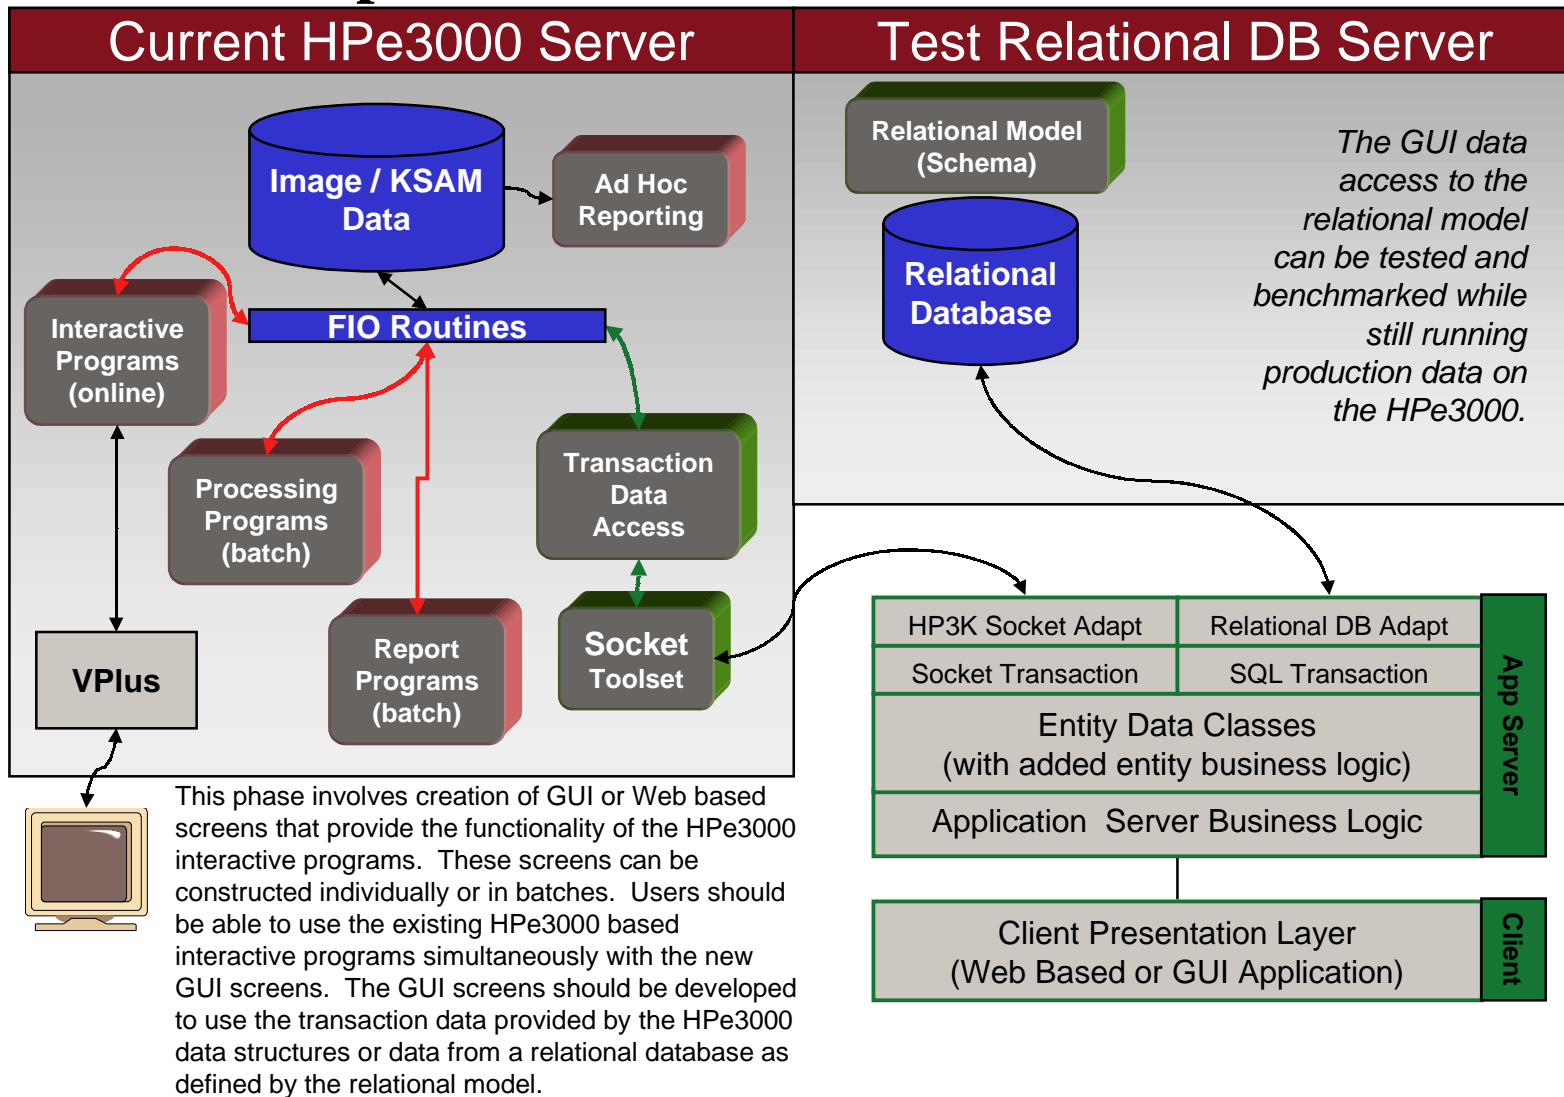 Current HPe3000 Server
Test Relational DB Server
Image / KSAM
Data
Ad Hoc
Reporting
Relational Model
(Schema)
The GUI data
access to the
relational model
can be tested and
benchmarked while
still running
production data on
the HPe3000.
Relational
Database
FIO Routines
Interactive
Programs
(online)
Processing
Programs
(batch)
Transaction
Data
Access
Report
Programs
(batch)
Socket
Toolset
VPlus
HP3K Socket Adapt
Relational DB Adapt
Socket Transaction
SQL Transaction
Entity Data Classes
(with added entity business logic)
Application  Server Business Logic
App Server
Client Presentation Layer
(Web Based or GUI Application)
Client
This phase involves creation of GUI or Web based
screens that provide the functionality of the HPe3000
interactive programs.  These screens can be
constructed individually or in batches.  Users should
be able to use the existing HPe3000 based
interactive programs simultaneously with the new
GUI screens.  The GUI screens should be developed
to use the transaction data provided by the HPe3000
data structures or data from a relational database as
defined by the relational model.